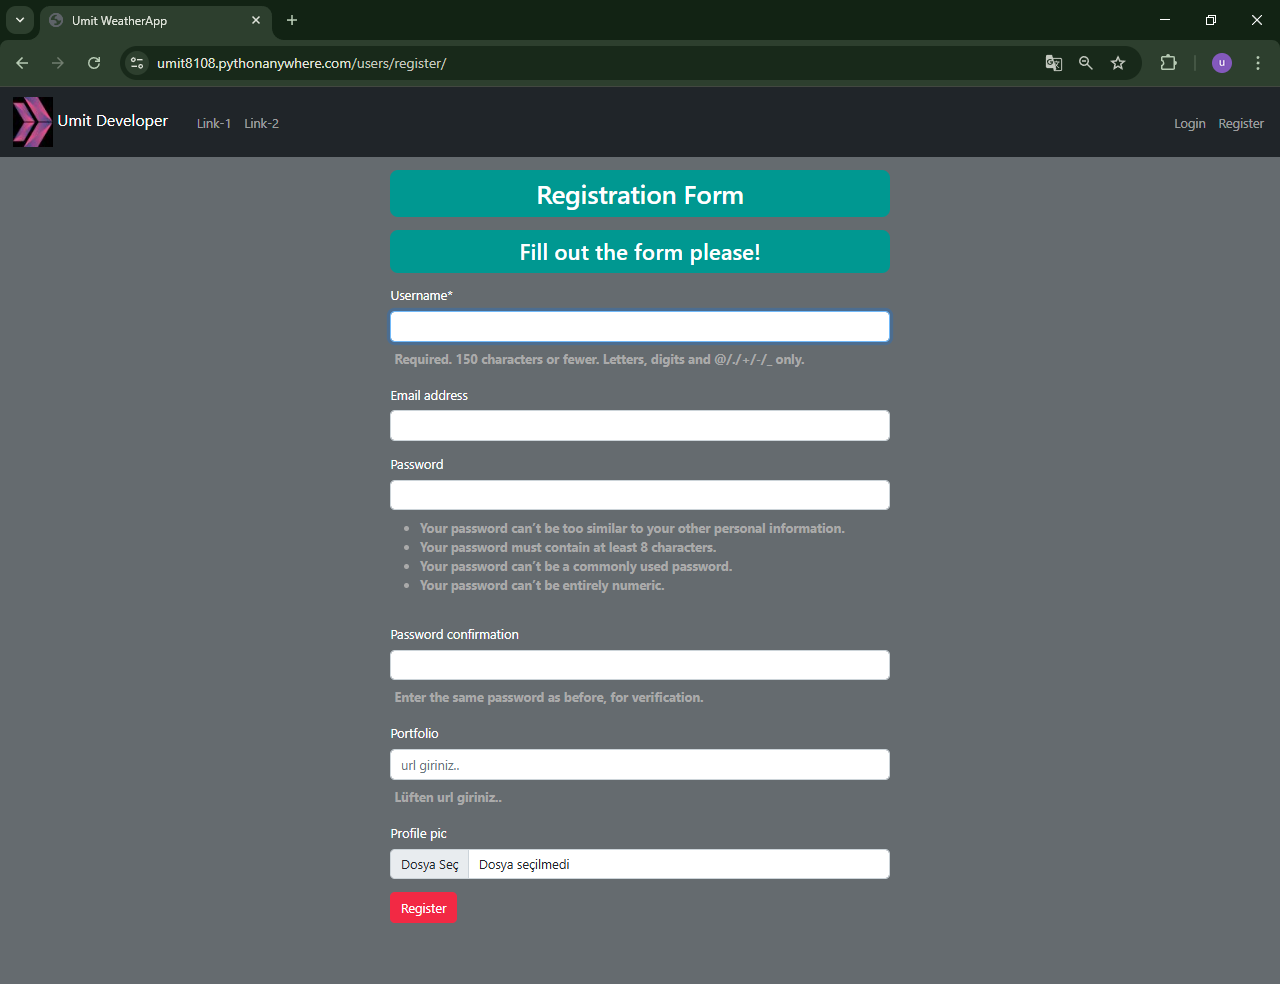 Umit WeatherApp
umit8108.pythonanywhere.com/users/register/
u
Umit Developer
Link-1 Link-2
Login Register
Registration Form
Fill out the form please!
Username*
Required. 150 characters or fewer. Letters, digits and @/./+/-/_ only.
Email address
Password
• Your password can’t be too similar to your other personal information.
• Your password must contain at least 8 characters.
• Your password can’t be a commonly used password.
• Your password can’t be entirely numeric.
Password confirmation
Enter the same password as before, for verification.
Portfolio
url giriniz..
Lüften url giriniz..
Profile pic
Dosya Seç Dosya seçilmedi
Register